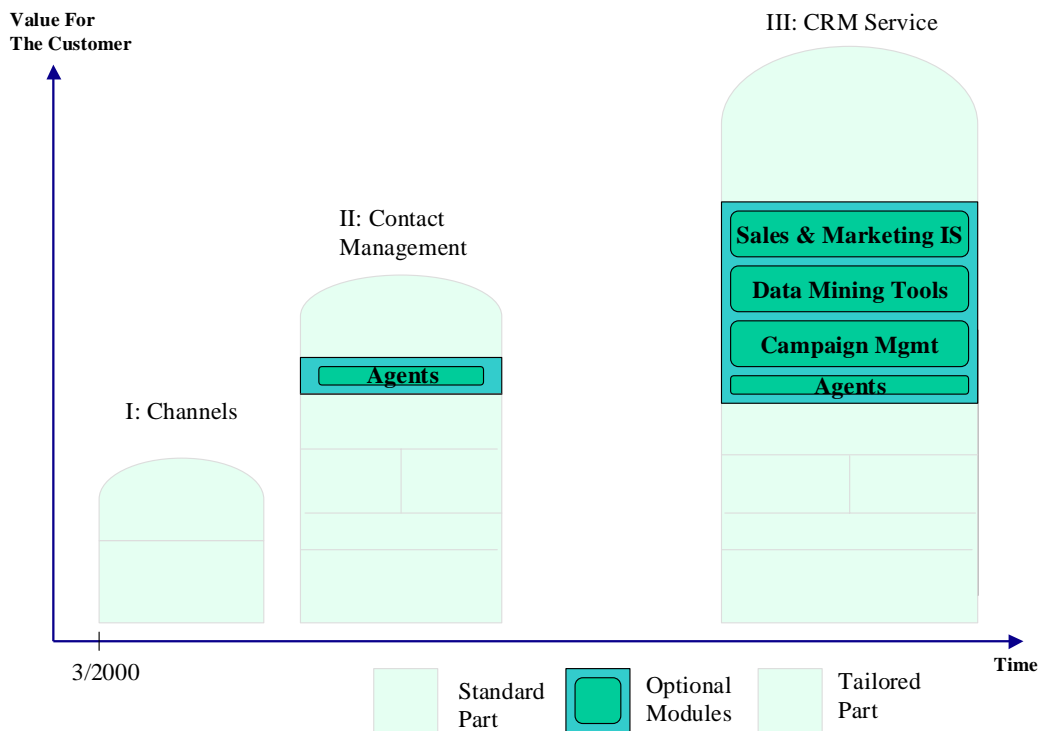 Value For
The Customer
III: CRM Service
II: Contact
Management
Sales & Marketing IS
Data Mining Tools
Campaign Mgmt
Agents
Agents
I: Channels
3/2000
Time
Standard
Part
Optional
Modules
Tailored
Part